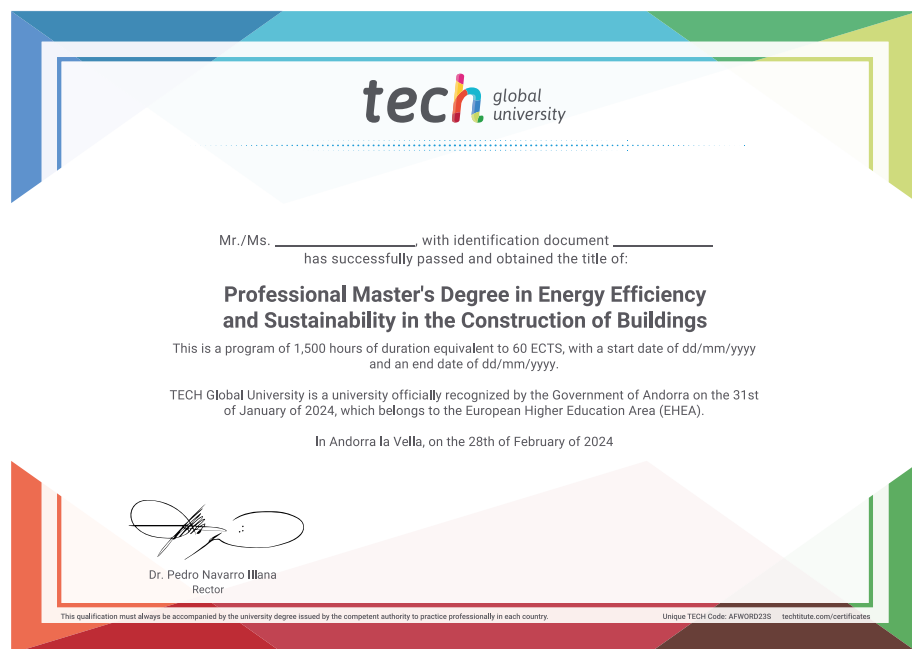 tech global university
Mr./Ms. ____________, with identification document ____________
has successfully passed and obtained the title of:
Professional Master's Degree in Energy Efficiency
and Sustainability in the Construction of Buildings
This is a program of 1,500 hours of duration equivalent to 60 ECTS, with a start date of dd/mm/yyyy
and an end date of dd/mm/yyyy.
TECH Global University is a university officially recognized by the Government of Andorra on the 31st
of January of 2024, which belongs to the European Higher Education Area (EHEA).
In Andorra la Vella, on the 28th of February of 2024
Dr. Pedro Navarro Illana
Rector
This qualification must always be accompanied by the university degree issued by the competent authority to practice professionally in each country.
Unique TECH Code: AFWORD23S techtitute.com/certificates